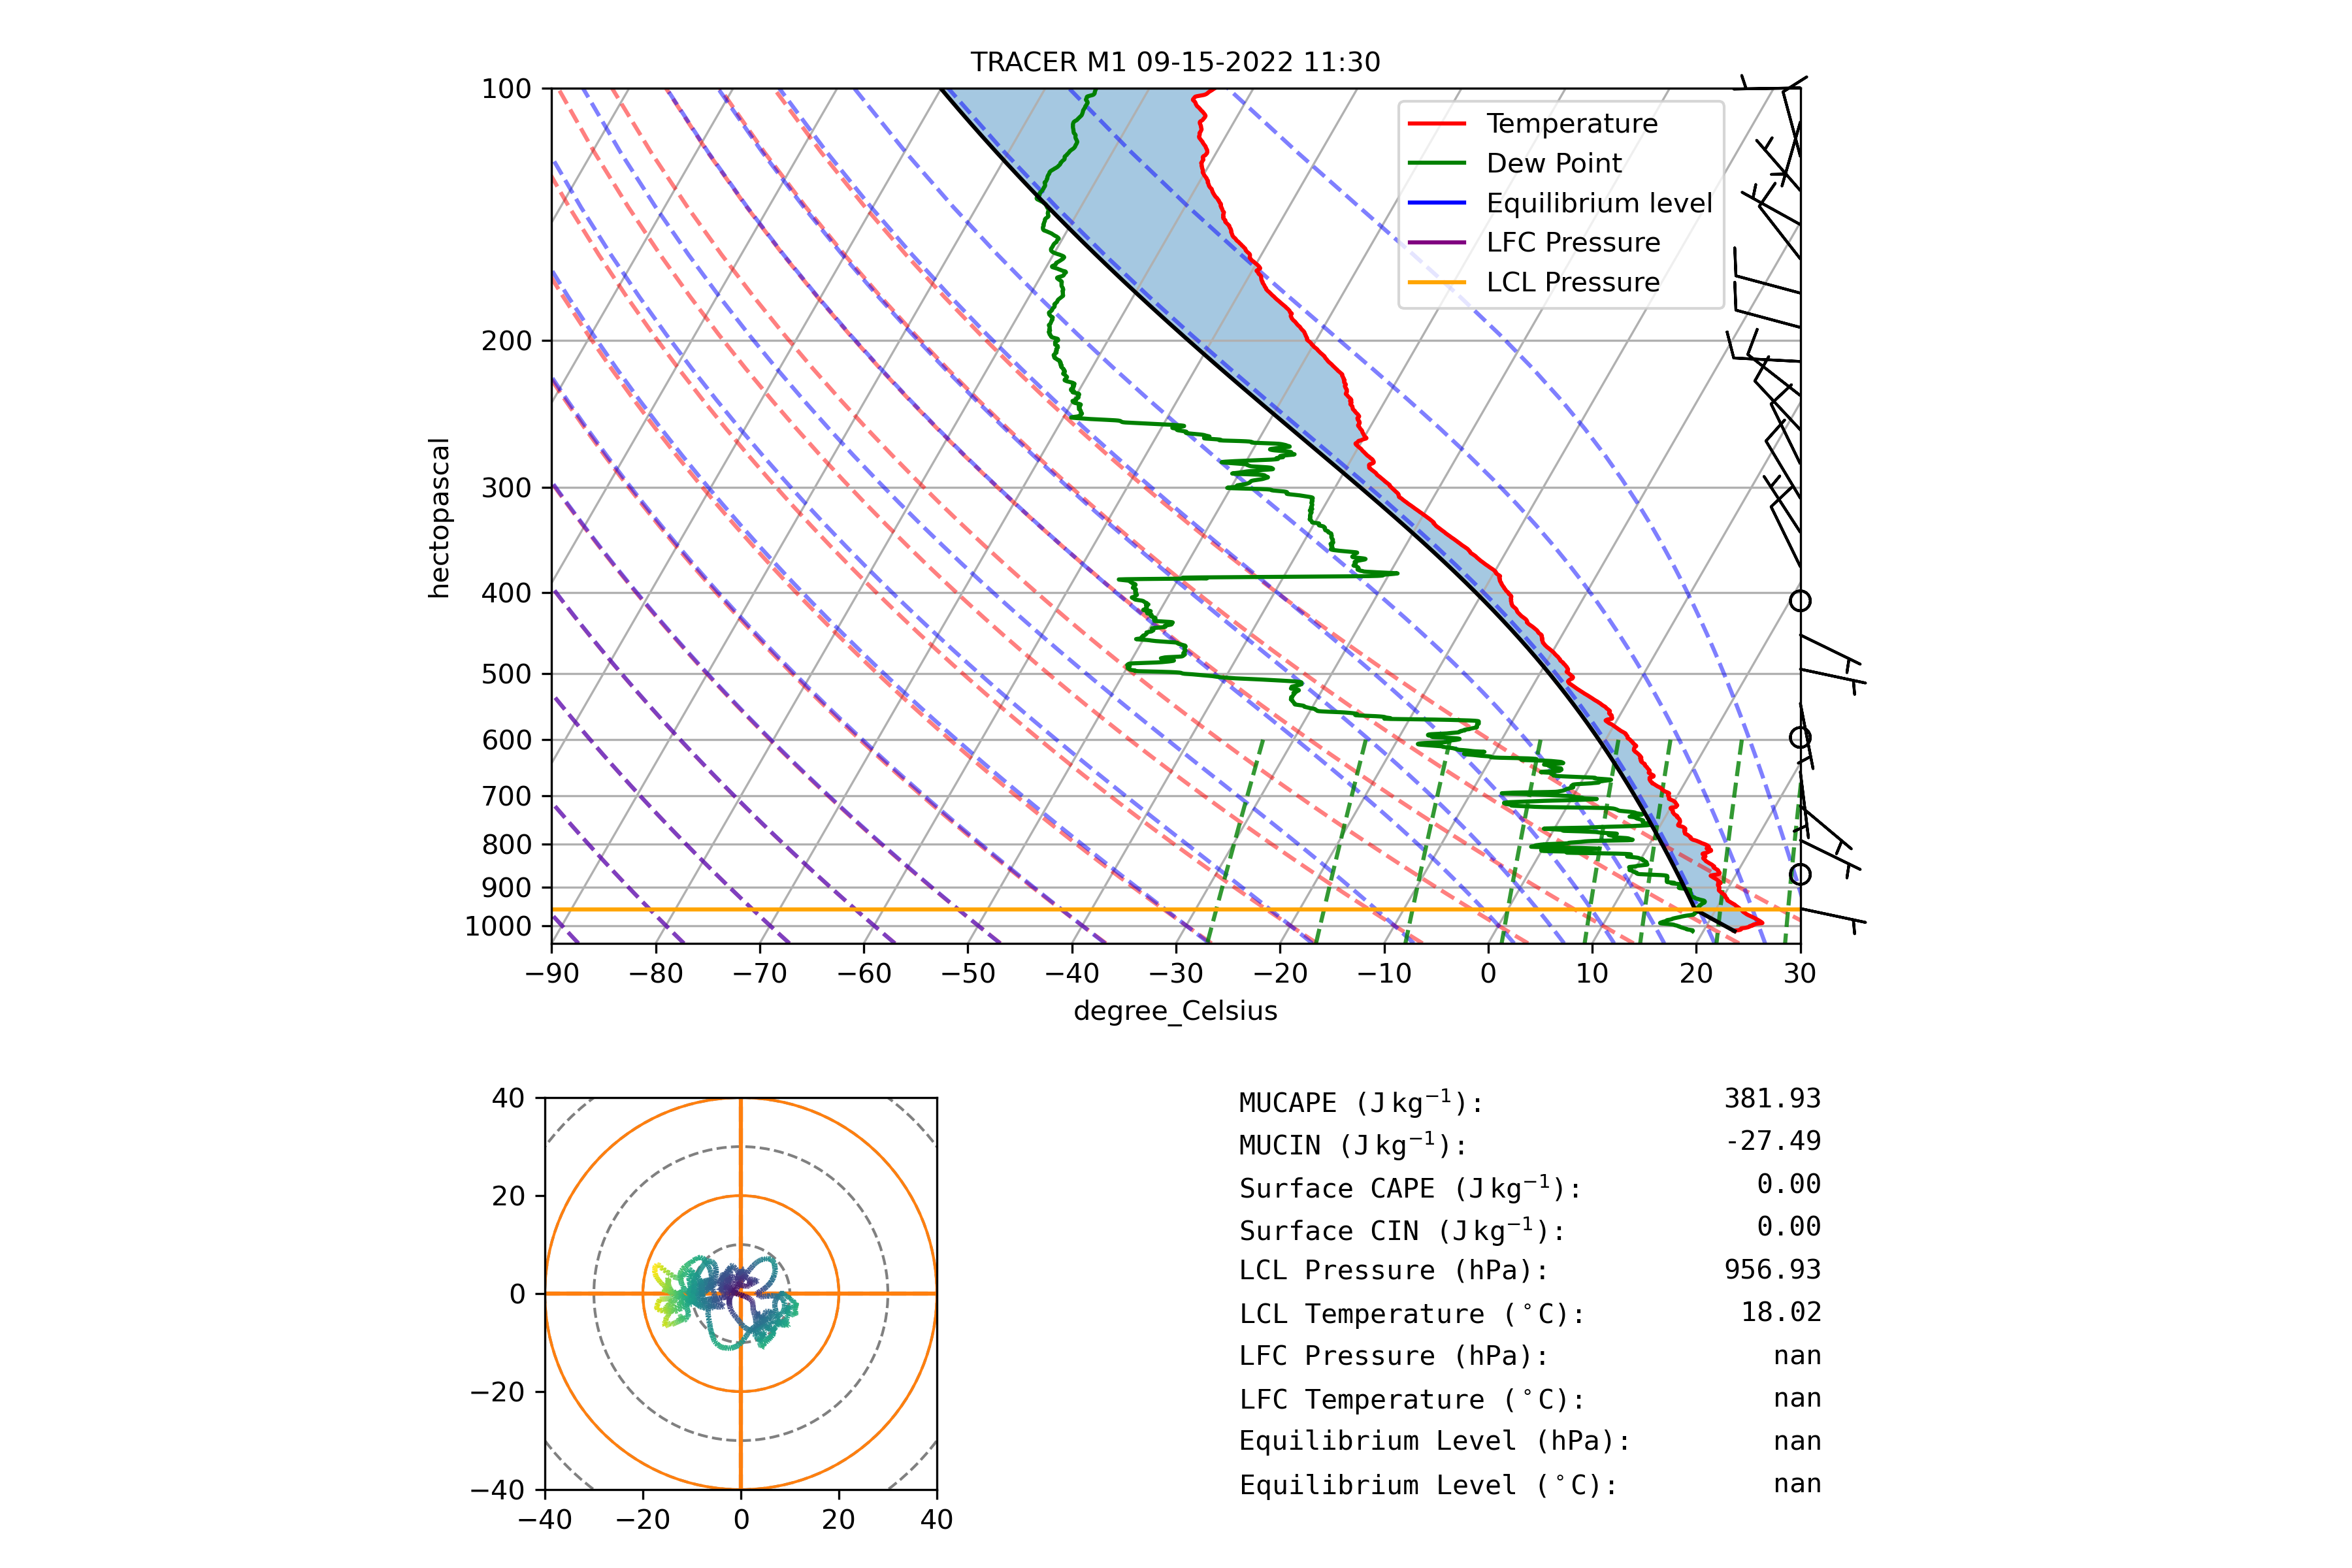 TRACER M1 09-15-2022 11:30
100
200
300
400
500
600
700
800
900
1000
hectopascal
Temperature
Dew Point
Equilibrium level
LFC Pressure
LCL Pressure
−90 −80 −70 −60 −50 −40 −30 −20 −10 0 10 20 30
degree_Celsius
40
20
0
−20
−40
−40 −20 0 20 40
MUCAPE (J kg⁻¹): 381.93
MUCIN (J kg⁻¹): -27.49
Surface CAPE (J kg⁻¹): 0.00
Surface CIN (J kg⁻¹): 0.00
LCL Pressure (hPa): 956.93
LCL Temperature (°C): 18.02
LFC Pressure (hPa): nan
LFC Temperature (°C): nan
Equilibrium Level (hPa): nan
Equilibrium Level (°C): nan